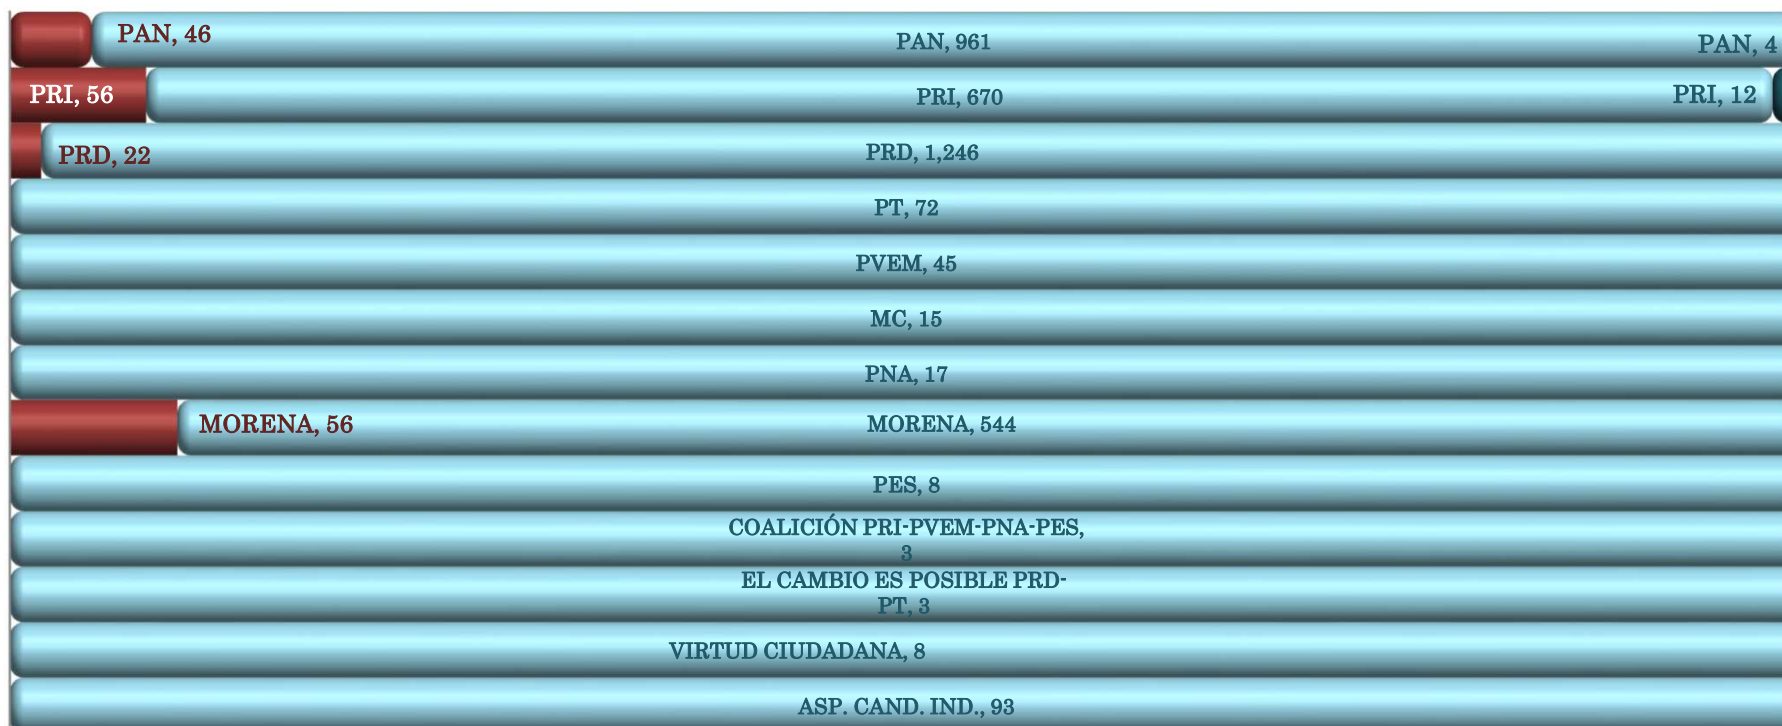 PAN, 46 PAN, 961 PAN, 4
PRI, 56 PRI, 670 PRI, 12
PRD, 22 PRD, 1,246
PT, 72
PVEM, 45
MC, 15
PNA, 17
MORENA, 56 MORENA, 544
PES, 8
COALICIÓN PRI-PVEM-PNA-PES,
3
EL CAMBIO ES POSIBLE PRD-
PT, 3
VIRTUD CIUDADANA, 8
ASP. CAND. IND., 93